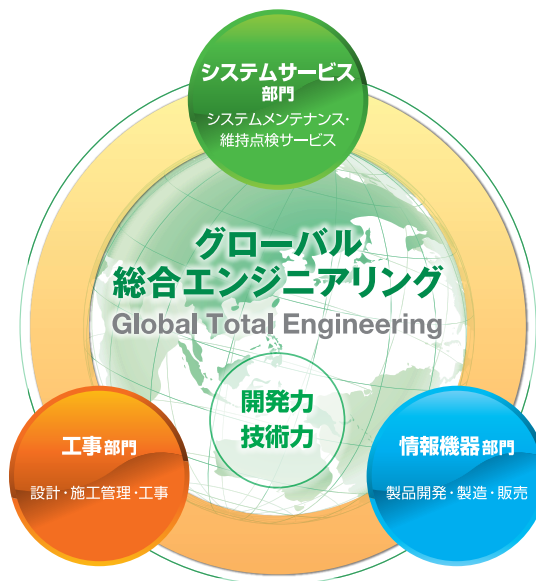 システムサービス
部門
システムメンテナンス・
維持点検サービス
グローバル
総合エンジニアリング
Global Total Engineering
開発力
技術力
工事部門
設計・施工管理・工事
情報機器部門
製品開発・製造・販売